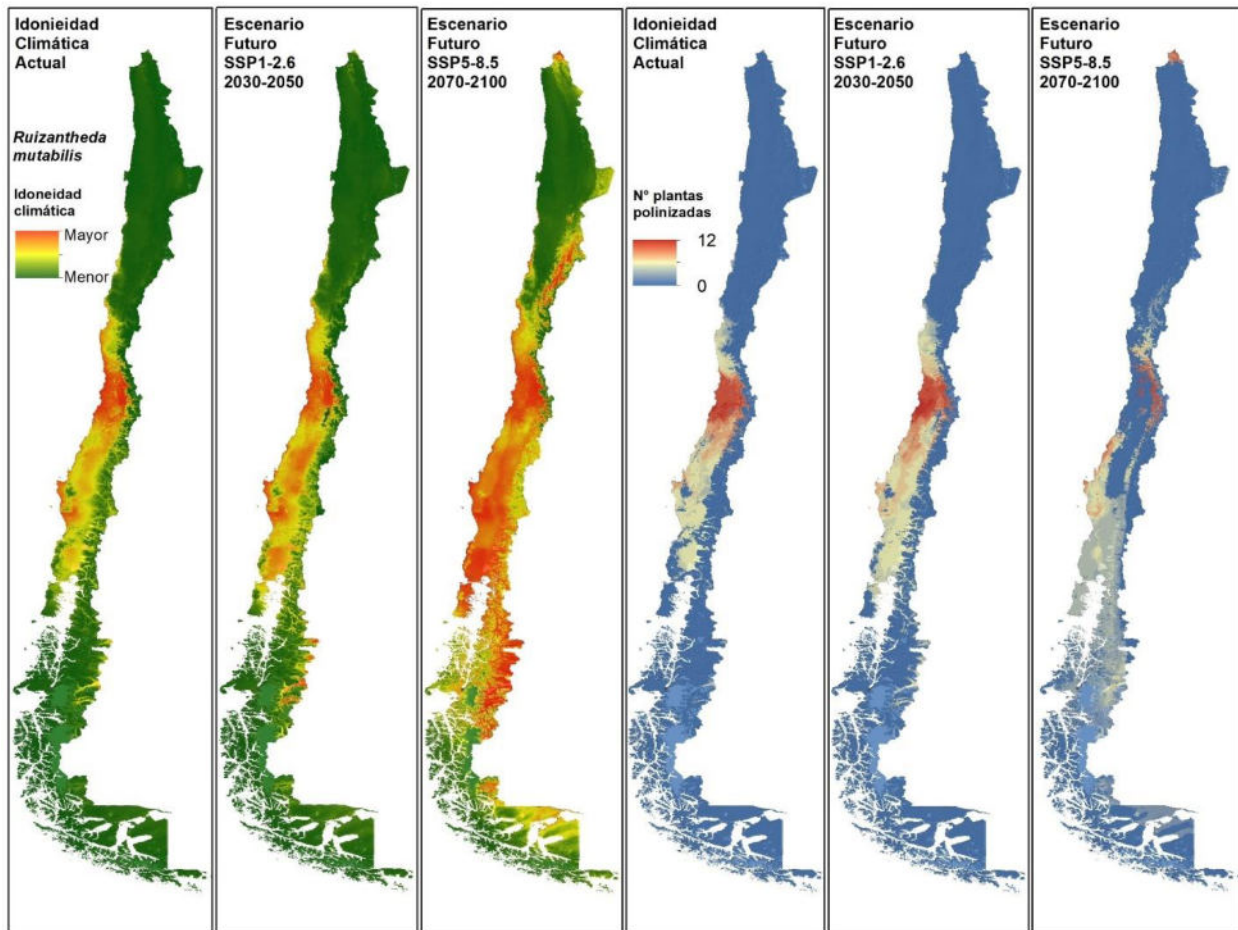 Idonieidad
Climática
Actual
Ruizantheda
mutabilis
Idoneidad
climática
Mayor
Menor
Escenario
Futuro
SSP1-2.6
2030-2050
Escenario
Futuro
SSP5-8.5
2070-2100
Idonieidad
Climática
Actual
N° plantas
polinizadas
12
0
Escenario
Futuro
SSP1-2.6
2030-2050
Escenario
Futuro
SSP5-8.5
2070-2100